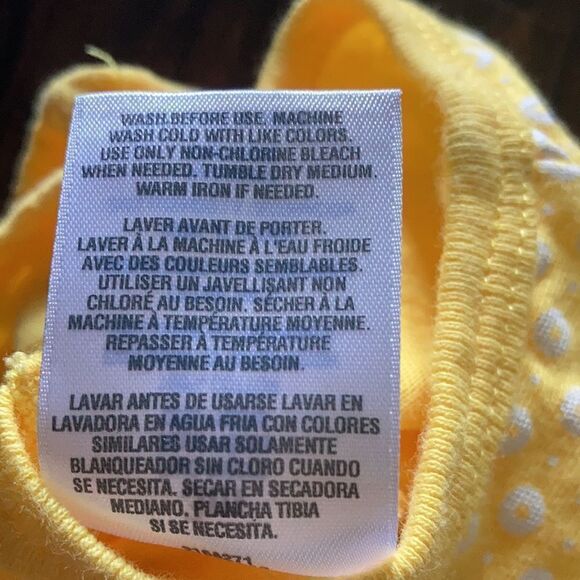 WASH BEFORE USE. MACHINE
WASH COLD WITH LIKE COLORS.
USE ONLY NON-CHLORINE BLEACH
WHEN NEEDED. TUMBLE DRY MEDIUM.
WARM IRON IF NEEDED.
LAVER AVANT DE PORTER.
LAVER À LA MACHINE À L'EAU FROIDE
AVEC DES COULEURS SEMBLABLES.
UTILISER UN JAVELLISANT NON
CHLORÉ AU BESOIN. SÉCHER À LA
MACHINE À TEMPÉRATURE MOYENNE.
REPASSER À TEMPÉRATURE
MOYENNE AU BESOIN.
LAVAR ANTES DE USARSE LAVAR EN
LAVADORA EN AGUA FRIA CON COLORES
SIMILARES USAR SOLAMENTE
BLANQUEADOR SIN CLORO CUANDO
SE NECESITA. SECAR EN SECADORA
MEDIANO. PLANCHA TIBIA
SI SE NECESITA.